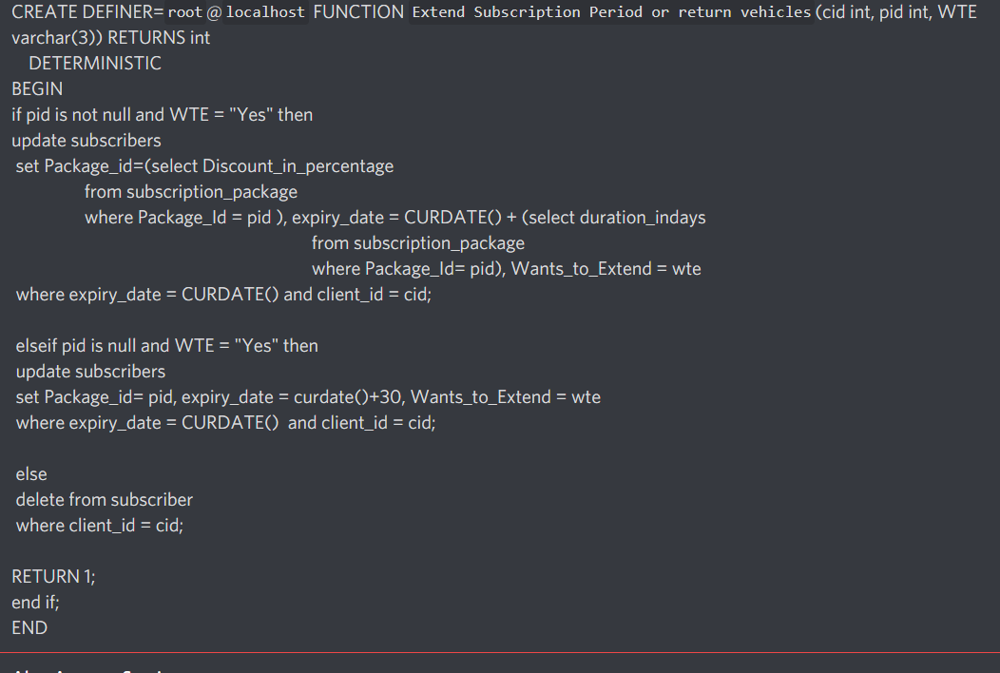 CREATE DEFINER=root@localhost FUNCTION Extend Subscription Period or return vehicles(cid int, pid int, WTE
varchar(3)) RETURNS int
DETERMINISTIC
BEGIN
if pid is not null and WTE = "Yes" then
update subscribers
set Package_id=(select Discount_in_percentage
from subscription_package
where Package_Id = pid ), expiry_date = CURDATE() + (select duration_indays
from subscription_package
where Package_Id= pid), Wants_to_Extend = wte
where expiry_date = CURDATE() and client_id = cid;
elseif pid is null and WTE = "Yes" then
update subscribers
set Package_id= pid, expiry_date = curdate()+30, Wants_to_Extend = wte
where expiry_date = CURDATE()  and client_id = cid;
else
delete from subscriber
where client_id = cid;
RETURN 1;
end if;
END